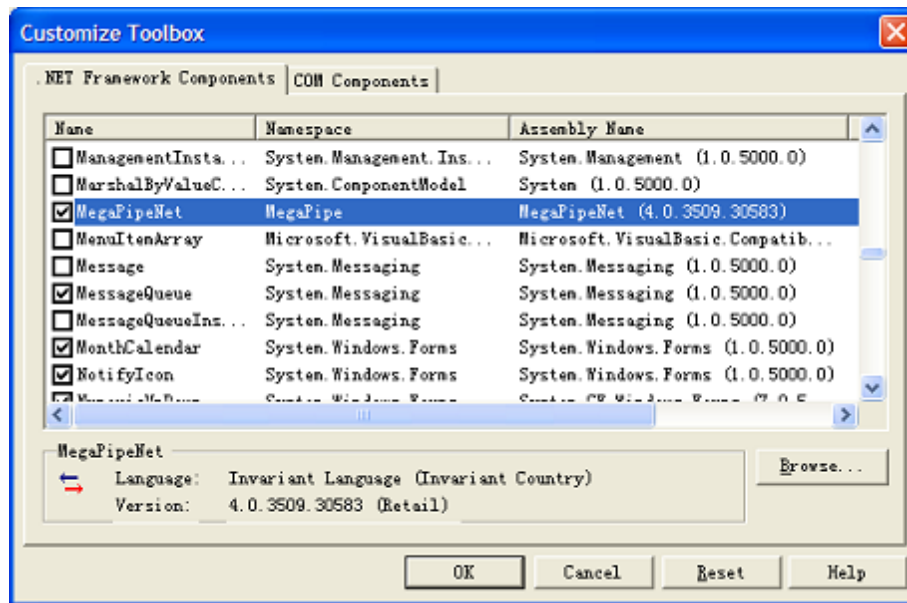 Customize Toolbox
.NET Framework Components COM Components
Name Namespace Assembly Name
ManagementInsta... System.Management.Ins... System.Management (1.0.5000.0)
MarshalByValueC... System.ComponentModel System (1.0.5000.0)
MegaPipeNet MegaPipe MegaPipeNet (4.0.3509.30583)
MenuItemArray Microsoft.VisualBasic... Microsoft.VisualBasic.Compatib...
Message System.Messaging System.Messaging (1.0.5000.0)
MessageQueue System.Messaging System.Messaging (1.0.5000.0)
MessageQueueIns... System.Messaging System.Messaging (1.0.5000.0)
MonthCalendar System.Windows.Forms System.Windows.Forms (1.0.5000.0)
NotifyIcon System.Windows.Forms System.Windows.Forms (1.0.5000.0)
MegaPipeNet
Language: Invariant Language (Invariant Country)
Version: 4.0.3509.30583 (Retail)
Browse...
OK Cancel Reset Help